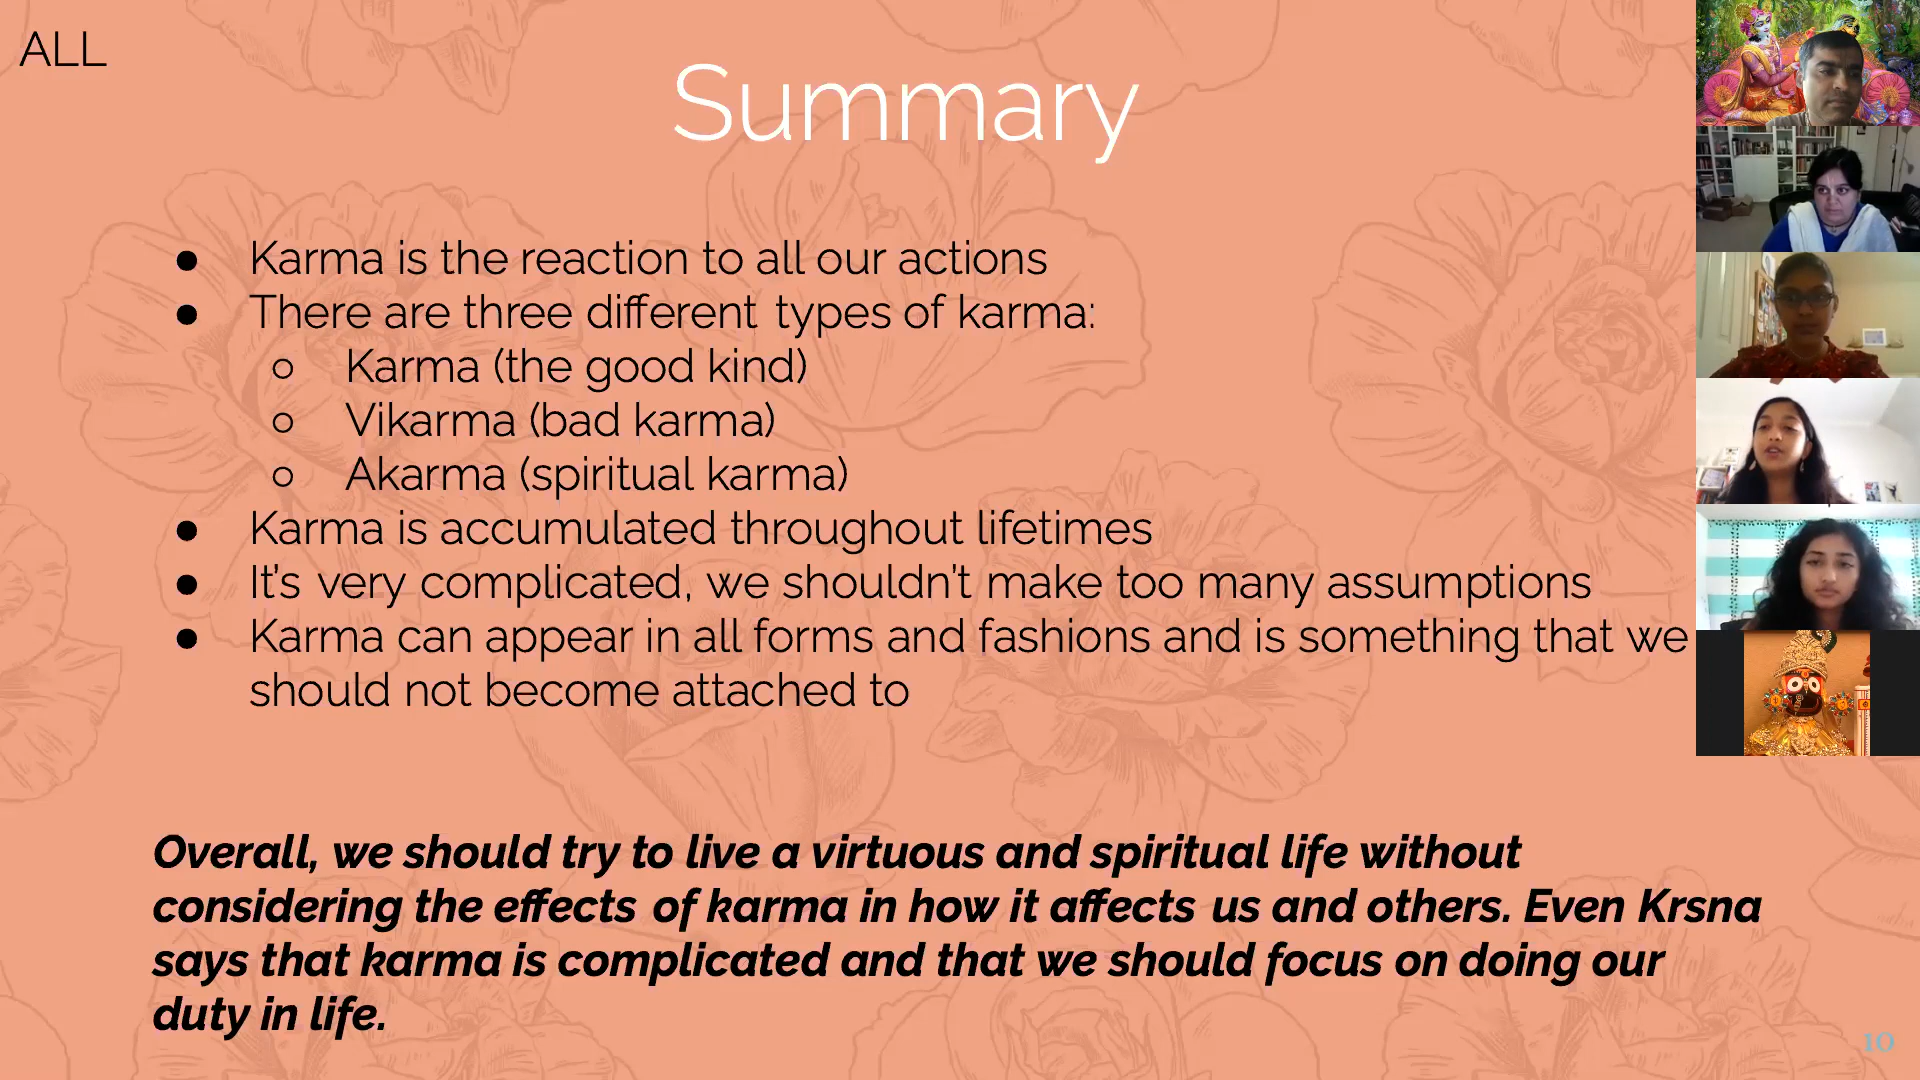 ALL
Summary
● Karma is the reaction to all our actions
● There are three different types of karma:
○ Karma (the good kind)
○ Vikarma (bad karma)
○ Akarma (spiritual karma)
● Karma is accumulated throughout lifetimes
● It's very complicated, we shouldn't make too many assumptions
● Karma can appear in all forms and fashions and is something that we
should not become attached to
Overall, we should try to live a virtuous and spiritual life without
considering the effects of karma in how it affects us and others. Even Krsna
says that karma is complicated and that we should focus on doing our
duty in life.
10